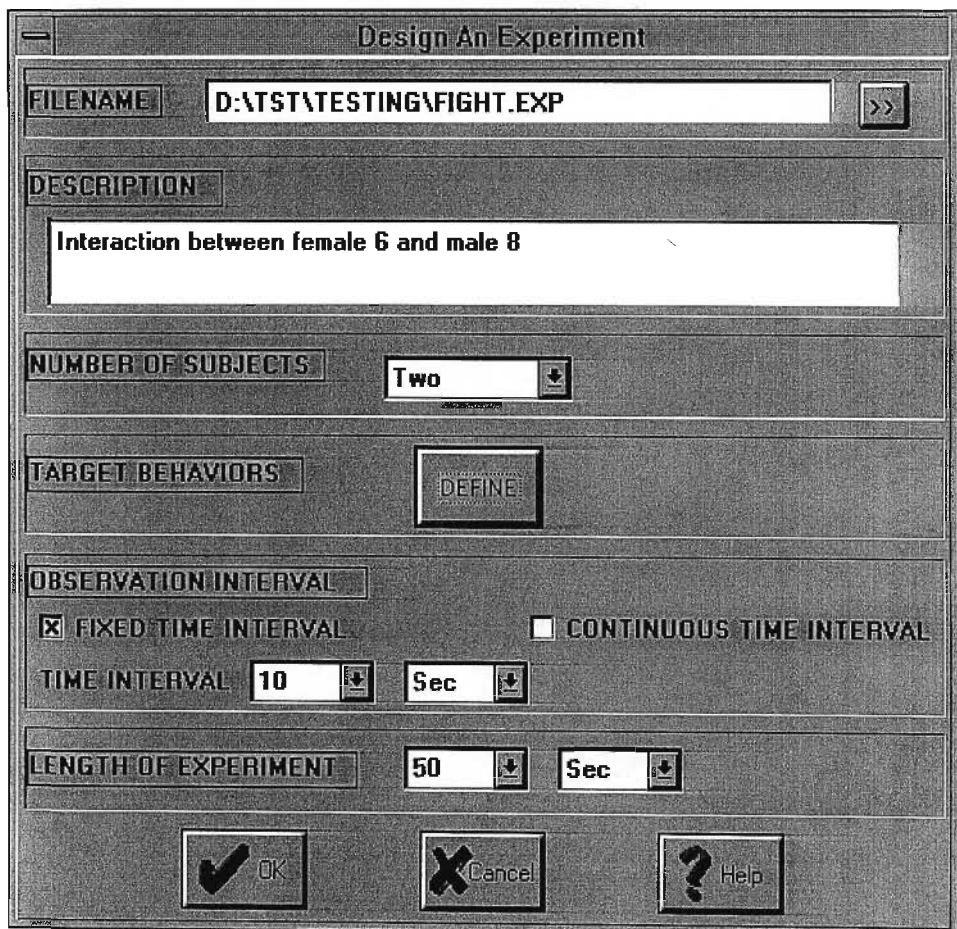 Design An Experiment
FILENAME D:\TST\TESTING\FIGHT.EXP >>
DESCRIPTION
Interaction between female 6 and male 8
NUMBER OF SUBJECTS Two
TARGET BEHAVIORS DEFINE
OBSERVATION INTERVAL
FIXED TIME INTERVAL CONTINUOUS TIME INTERVAL
TIME INTERVAL 10 Sec
LENGTH OF EXPERIMENT 50 Sec
OK Cancel Help